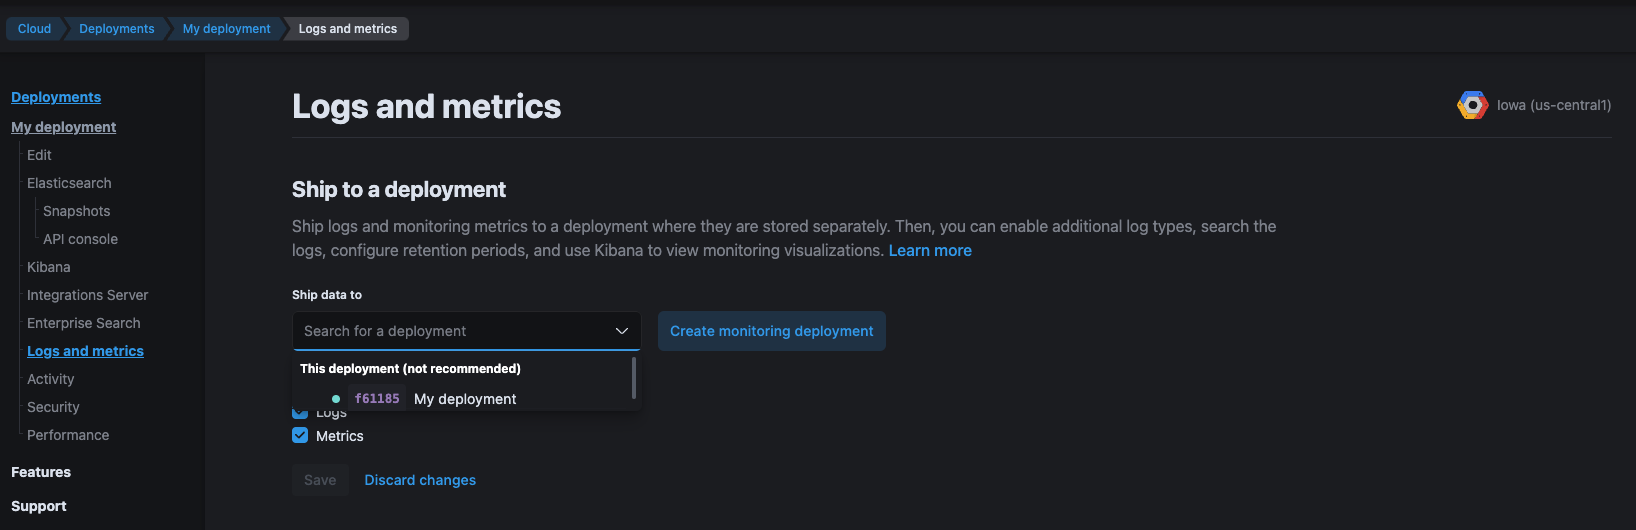 Cloud
Deployments
My deployment
Logs and metrics
Deployments
My deployment
Edit
Elasticsearch
Snapshots
API console
Kibana
Integrations Server
Enterprise Search
Logs and metrics
Activity
Security
Performance
Features
Support
Logs and metrics
Iowa (us-central1)
Ship to a deployment
Ship logs and monitoring metrics to a deployment where they are stored separately. Then, you can enable additional log types, search the
logs, configure retention periods, and use Kibana to view monitoring visualizations. Learn more
Ship data to
Search for a deployment
Create monitoring deployment
This deployment (not recommended)
f61185 My deployment
Logs
Metrics
Save
Discard changes